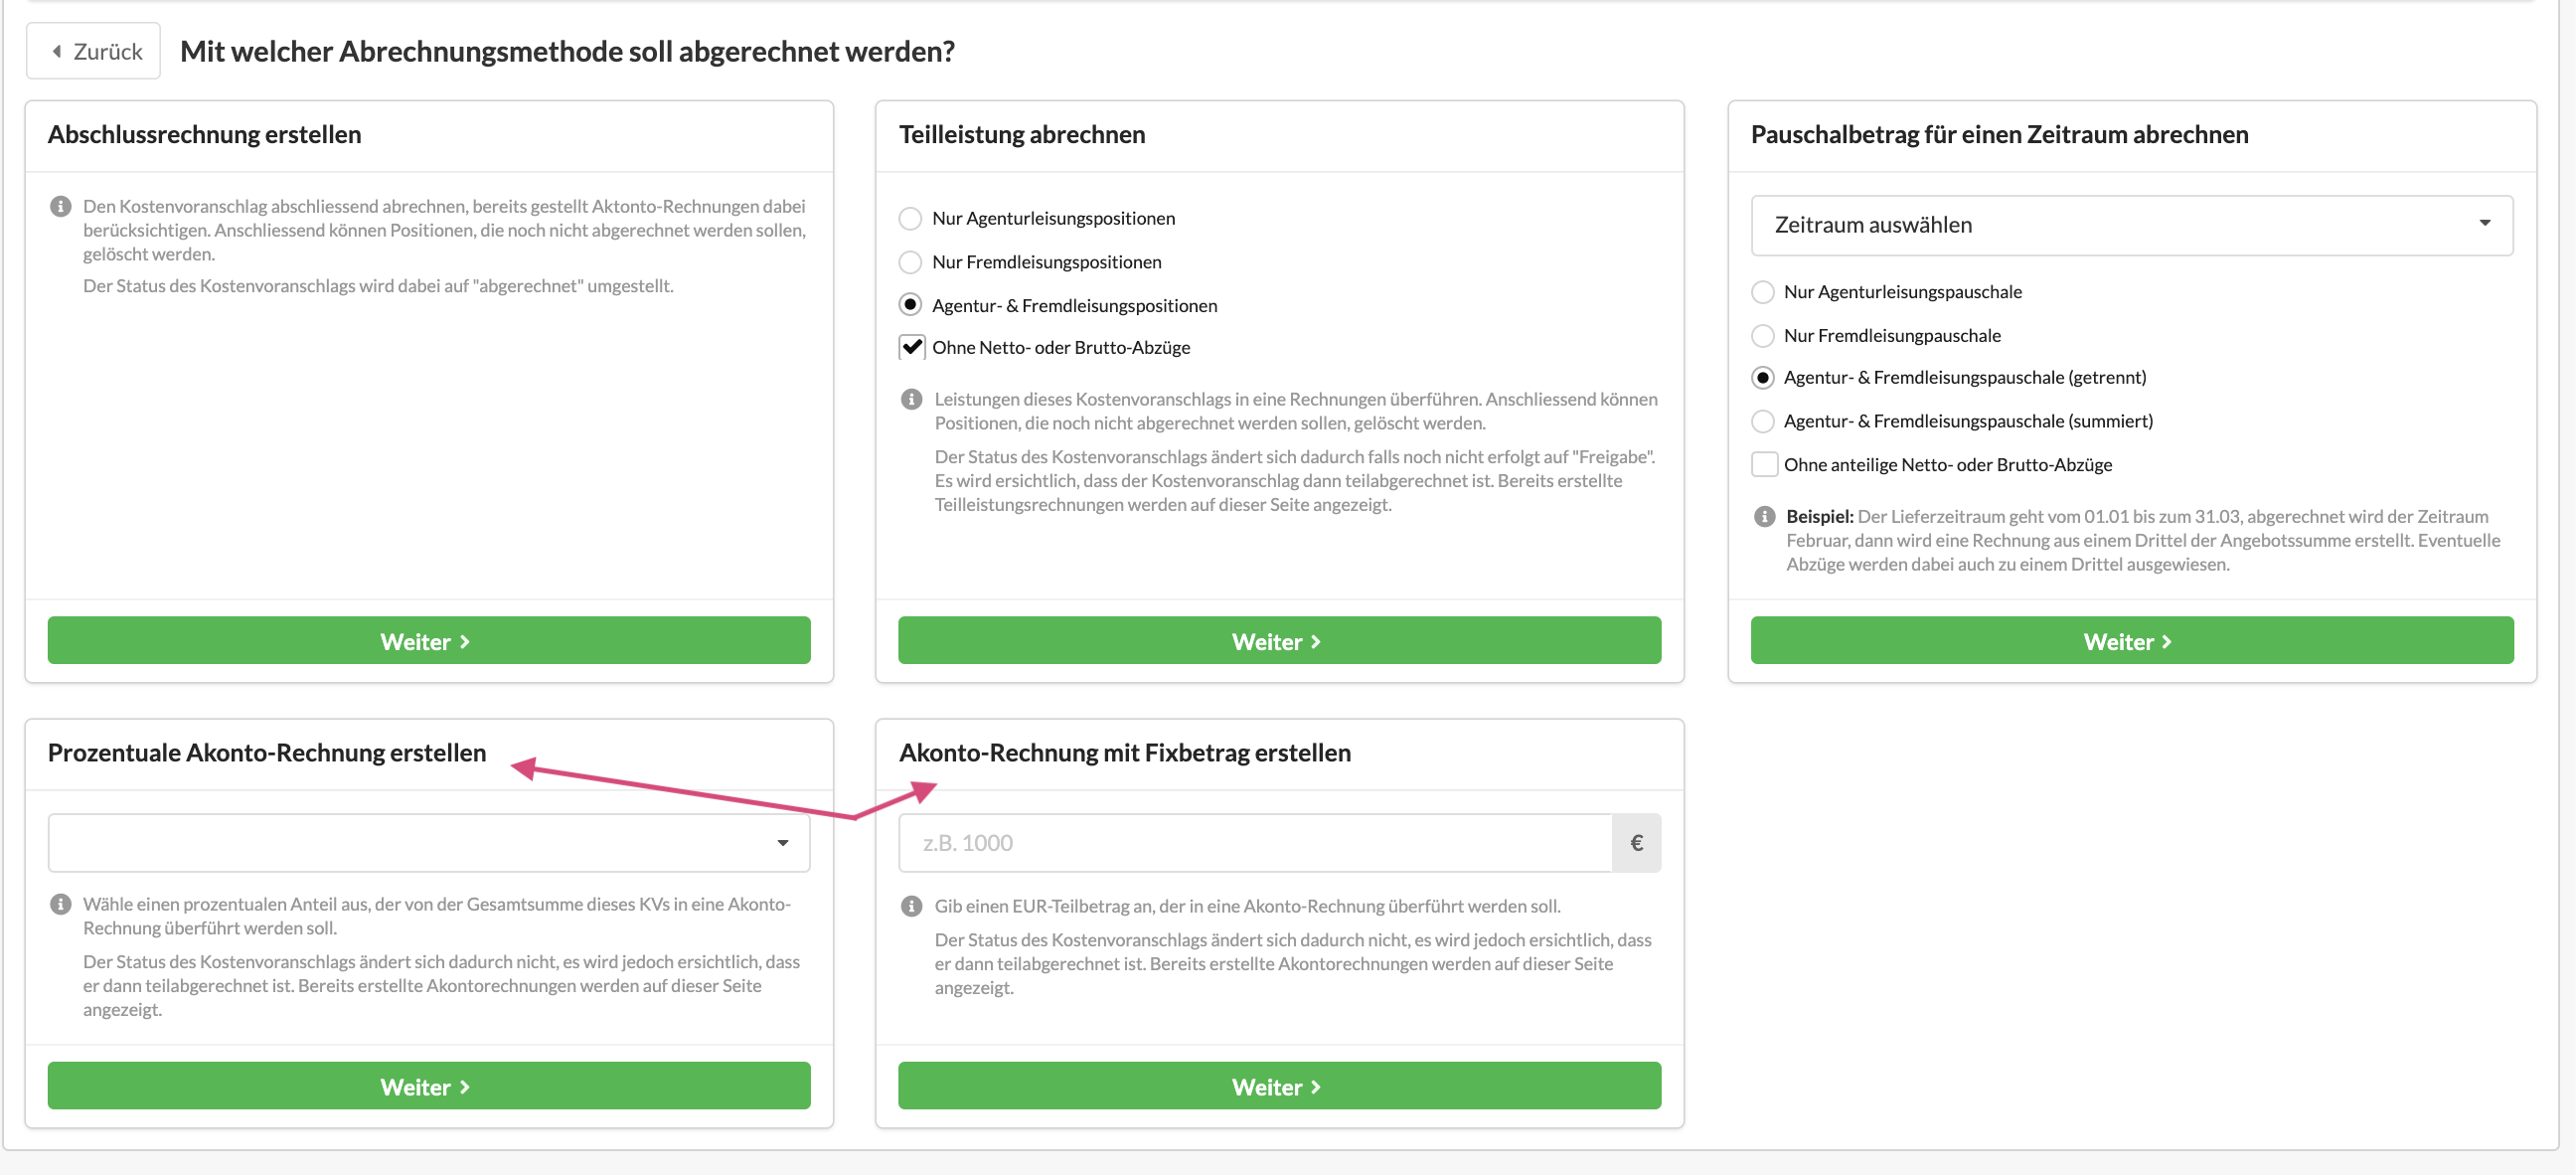 Zurück
Mit welcher Abrechnungsmethode soll abgerechnet werden?
Abschlussrechnung erstellen
Den Kostenvoranschlag abschliessend abrechnen, bereits gestellt Aktonto-Rechnungen dabei
berücksichtigen. Anschliessend können Positionen, die noch nicht abgerechnet werden sollen,
gelöscht werden.
Der Status des Kostenvoranschlags wird dabei auf "abgerechnet" umgestellt.
Weiter
Teilleistung abrechnen
Nur Agenturleisungspositionen
Nur Fremdleisungspositionen
Agentur- & Fremdleisungspositionen
Ohne Netto- oder Brutto-Abzüge
Leistungen dieses Kostenvoranschlags in eine Rechnungen überführen. Anschliessend können
Positionen, die noch nicht abgerechnet werden sollen, gelöscht werden.
Der Status des Kostenvoranschlags ändert sich dadurch falls noch nicht erfolgt auf "Freigabe".
Es wird ersichtlich, dass der Kostenvoranschlag dann teilabgerechnet ist. Bereits erstellte
Teilleistungsrechnungen werden auf dieser Seite angezeigt.
Weiter
Pauschalbetrag für einen Zeitraum abrechnen
Zeitraum auswählen
Nur Agenturleisungspauschale
Nur Fremdleisungpauschale
Agentur- & Fremdleisungspauschale (getrennt)
Agentur- & Fremdleisungspauschale (summiert)
Ohne anteilige Netto- oder Brutto-Abzüge
Beispiel: Der Lieferzeitraum geht vom 01.01 bis zum 31.03, abgerechnet wird der Zeitraum
Februar, dann wird eine Rechnung aus einem Drittel der Angebotssumme erstellt. Eventuelle
Abzüge werden dabei auch zu einem Drittel ausgewiesen.
Weiter
Prozentuale Akonto-Rechnung erstellen
Wähle einen prozentualen Anteil aus, der von der Gesamtsumme dieses KVs in eine Akonto-
Rechnung überführt werden soll.
Der Status des Kostenvoranschlags ändert sich dadurch nicht, es wird jedoch ersichtlich, dass
er dann teilabgerechnet ist. Bereits erstellte Akontorechnungen werden auf dieser Seite
angezeigt.
Weiter
Akonto-Rechnung mit Fixbetrag erstellen
z.B. 1000 €
Gib einen EUR-Teilbetrag an, der in eine Akonto-Rechnung überführt werden soll.
Der Status des Kostenvoranschlags ändert sich dadurch nicht, es wird jedoch ersichtlich, dass
er dann teilabgerechnet ist. Bereits erstellte Akontorechnungen werden auf dieser Seite
angezeigt.
Weiter